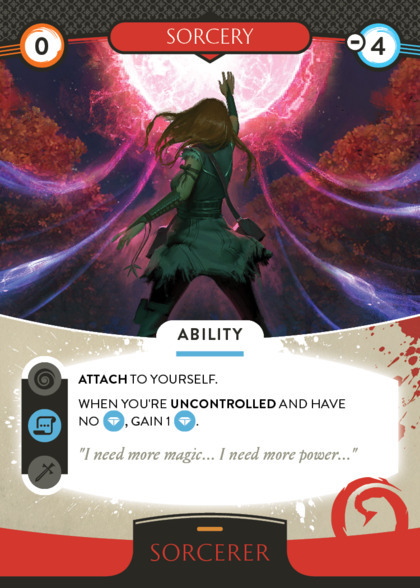 0
SORCERY
-4
ABILITY
ATTACH TO YOURSELF.
WHEN YOU'RE UNCONTROLLED AND HAVE
NO , GAIN 1 .
"I need more magic... I need more power..."
SORCERER